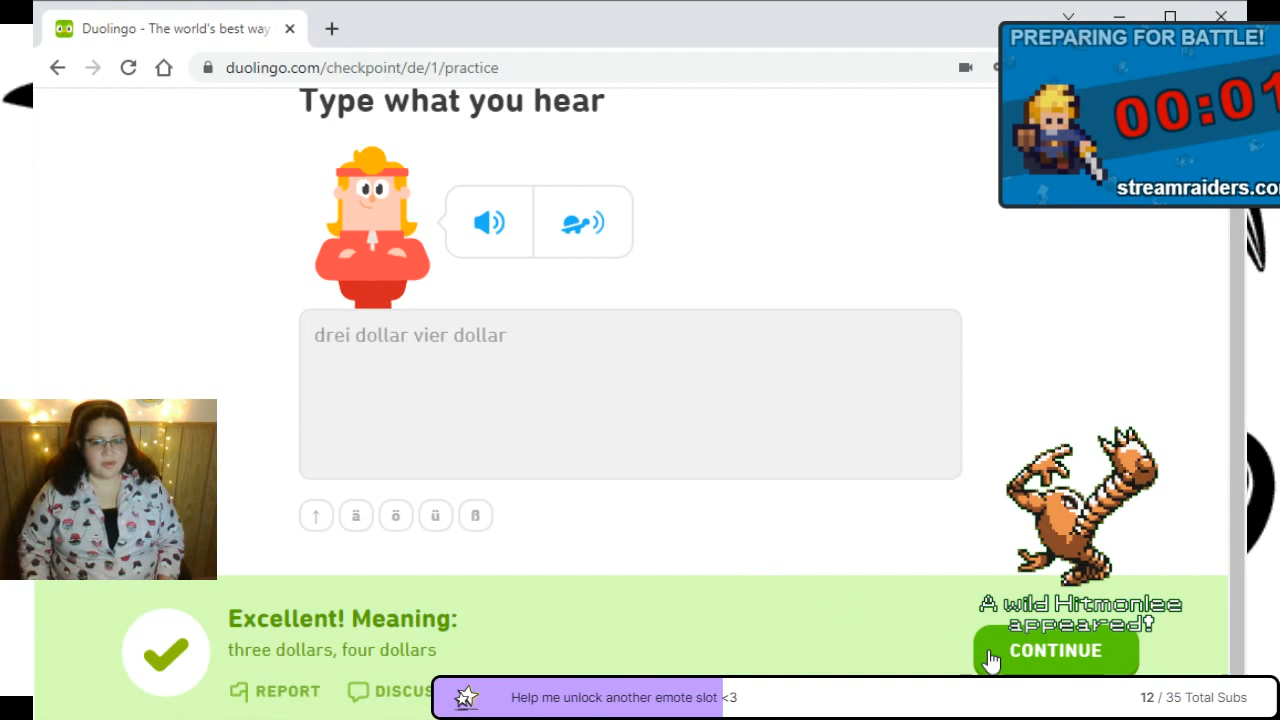 Duolingo - The world's best way
PREPARING FOR BATTLE!
duolingo.com/checkpoint/de/1/practice
00:01
streamraiders.co
Type what you hear
drei dollar vier dollar
↑ ä ö ü ß
A wild Hitmonlee
appeared!
Excellent! Meaning:
three dollars, four dollars
CONTINUE
REPORT
DISCUS
Help me unlock another emote slot <3
12 / 35 Total Subs